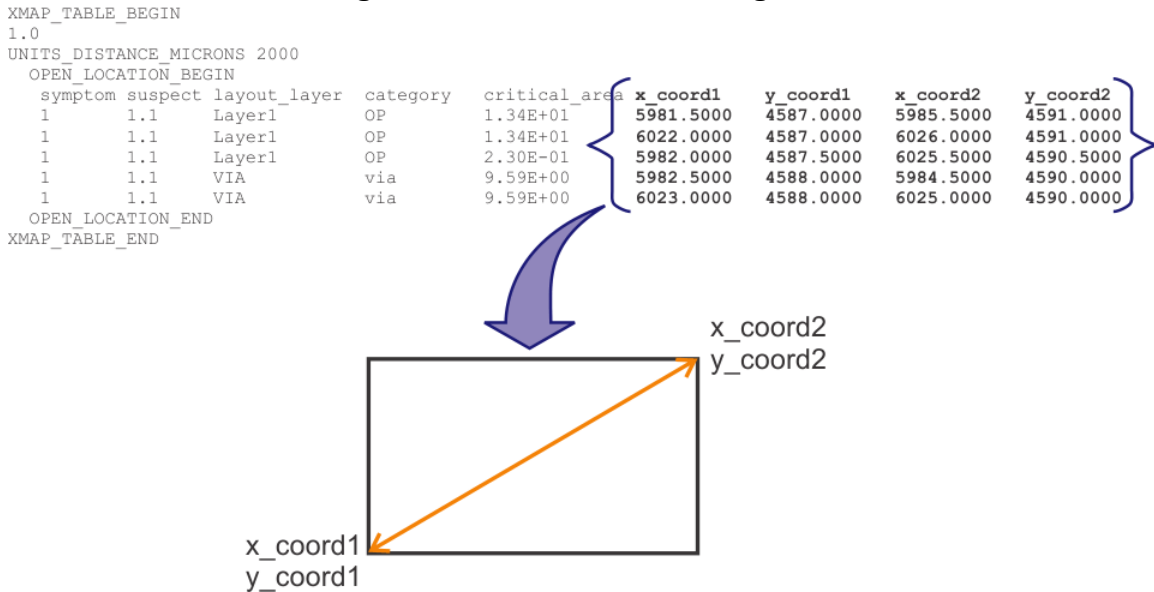 XMAP_TABLE_BEGIN
1.0
UNITS_DISTANCE_MICRONS 2000
OPEN_LOCATION_BEGIN
symptom suspect layout_layer category critical_area x_coord1 y_coord1 x_coord2 y_coord2
1 1.1 Layer1 OP 1.34E+01 5981.5000 4587.0000 5985.5000 4591.0000
1 1.1 Layer1 OP 1.34E+01 6022.0000 4587.0000 6026.0000 4591.0000
1 1.1 Layer1 OP 2.30E-01 5982.0000 4587.5000 6025.5000 4590.5000
1 1.1 VIA via 9.59E+00 5982.5000 4588.0000 5984.5000 4590.0000
1 1.1 VIA via 9.59E+00 6023.0000 4588.0000 6025.0000 4590.0000
OPEN_LOCATION_END
XMAP_TABLE_END
x_coord2
y_coord2
x_coord1
y_coord1